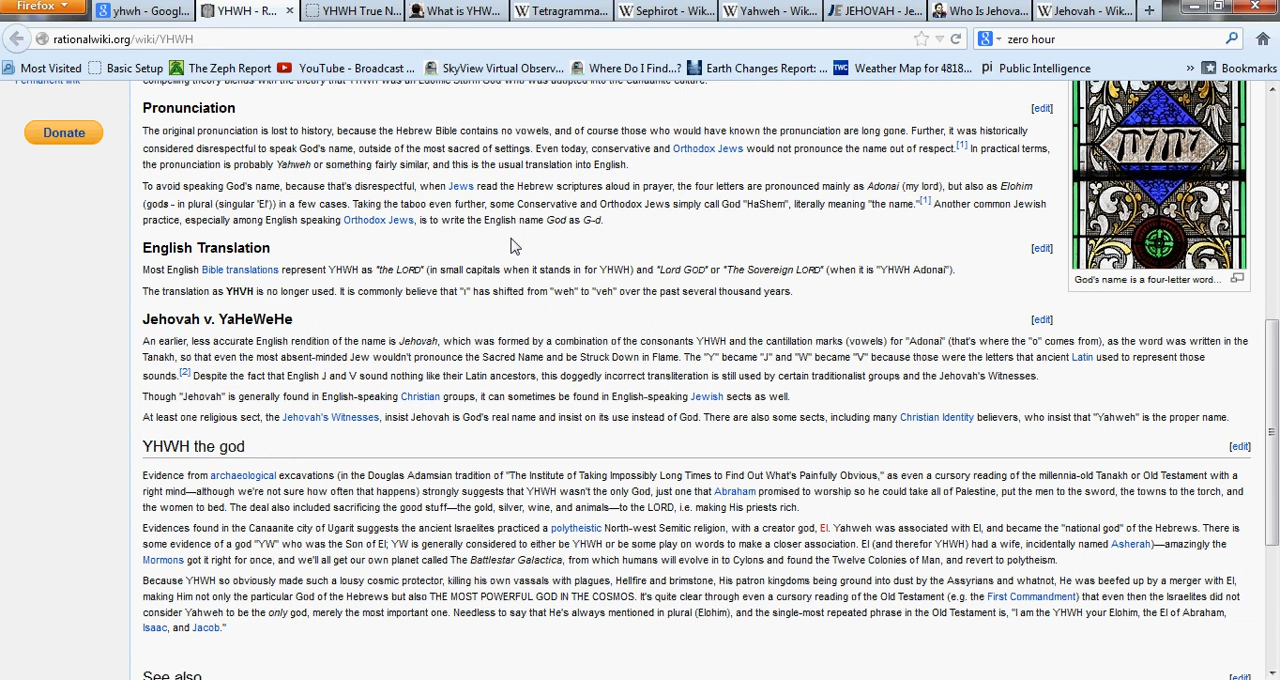 Firefox
yhwh - Googl...
YHWH - R...
YHWH True N...
What is YHW...
Tetragramma...
Sephirot - Wik...
Yahweh - Wik...
JEHOVAH - Je...
Who Is Jehova...
Jehovah - Wik...
rationalwiki.org/wiki/YHWH
zero hour
Most Visited
Basic Setup
The Zeph Report
YouTube - Broadcast ...
SkyView Virtual Observ...
Where Do I Find...?
Earth Changes Report: ...
Weather Map for 4818...
Public Intelligence
Bookmarks
Permanent link
Donate
Pronunciation
[edit]
The original pronunciation is lost to history, because the Hebrew Bible contains no vowels, and of course those who would have known the pronunciation are long gone. Further, it was historically
considered disrespectful to speak God's name, outside of the most sacred of settings. Even today, conservative and Orthodox Jews would not pronounce the name out of respect.[1] In practical terms,
the pronunciation is probably Yahweh or something fairly similar, and this is the usual translation into English.
To avoid speaking God's name, because that's disrespectful, when Jews read the Hebrew scriptures aloud in prayer, the four letters are pronounced mainly as Adonai (my lord), but also as Elohim
(gods - in plural (singular 'El')) in a few cases. Taking the taboo even further, some Conservative and Orthodox Jews simply call God "HaShem", literally meaning "the name."[1] Another common Jewish
practice, especially among English speaking Orthodox Jews, is to write the English name God as G-d.
יהוה
God's name is a four-letter word...
English Translation
[edit]
Most English Bible translations represent YHWH as "the LORD" (in small capitals when it stands in for YHWH) and "Lord GOD" or "The Sovereign LORD" (when it is "YHWH Adonai").
The translation as YHVH is no longer used. It is commonly believe that "ו" has shifted from "weh" to "veh" over the past several thousand years.
Jehovah v. YaHeWeHe
[edit]
An earlier, less accurate English rendition of the name is Jehovah, which was formed by a combination of the consonants YHWH and the cantillation marks (vowels) for "Adonai" (that's where the "o" comes from), as the word was written in the
Tanakh, so that even the most absent-minded Jew wouldn't pronounce the Sacred Name and be Struck Down in Flame. The "Y" became "J" and "W" became "V" because those were the letters that ancient Latin used to represent those
sounds.[2] Despite the fact that English J and V sound nothing like their Latin ancestors, this doggedly incorrect transliteration is still used by certain traditionalist groups and the Jehovah's Witnesses.
Though "Jehovah" is generally found in English-speaking Christian groups, it can sometimes be found in English-speaking Jewish sects as well.
At least one religious sect, the Jehovah's Witnesses, insist Jehovah is God's real name and insist on its use instead of God. There are also some sects, including many Christian Identity believers, who insist that "Yahweh" is the proper name.
YHWH the god
[edit]
Evidence from archaeological excavations (in the Douglas Adamsian tradition of "The Institute of Taking Impossibly Long Times to Find Out What's Painfully Obvious," as even a cursory reading of the millennia-old Tanakh or Old Testament with a
right mind—although we're not sure how often that happens) strongly suggests that YHWH wasn't the only God, just one that Abraham promised to worship so he could take all of Palestine, put the men to the sword, the towns to the torch, and
the women to bed. The deal also included sacrificing the good stuff—the gold, silver, wine, and animals—to the LORD, i.e. making His priests rich.
Evidences found in the Canaanite city of Ugarit suggests the ancient Israelites practiced a polytheistic North-west Semitic religion, with a creator god, El. Yahweh was associated with El, and became the "national god" of the Hebrews. There is
some evidence of a god "YW" who was the Son of El; YW is generally considered to either be YHWH or be some play on words to make a closer association. El (and therefor YHWH) had a wife, incidentally named Asherah)—amazingly the
Mormons got it right for once, and we'll all get our own planet called The Battlestar Galactica, from which humans will evolve in to Cylons and found the Twelve Colonies of Man, and revert to polytheism.
Because YHWH so obviously made such a lousy cosmic protector, killing his own vassals with plagues, Hellfire and brimstone, His patron kingdoms being ground into dust by the Assyrians and whatnot, He was beefed up by a merger with El,
making Him not only the particular God of the Hebrews but also THE MOST POWERFUL GOD IN THE COSMOS. It's quite clear through even a cursory reading of the Old Testament (e.g. the First Commandment) that even then the Israelites did not
consider Yahweh to be the only god, merely the most important one. Needless to say that He's always mentioned in plural (Elohim), and the single-most repeated phrase in the Old Testament is, "I am the YHWH your Elohim, the El of Abraham,
Isaac, and Jacob."
See also
[edit]